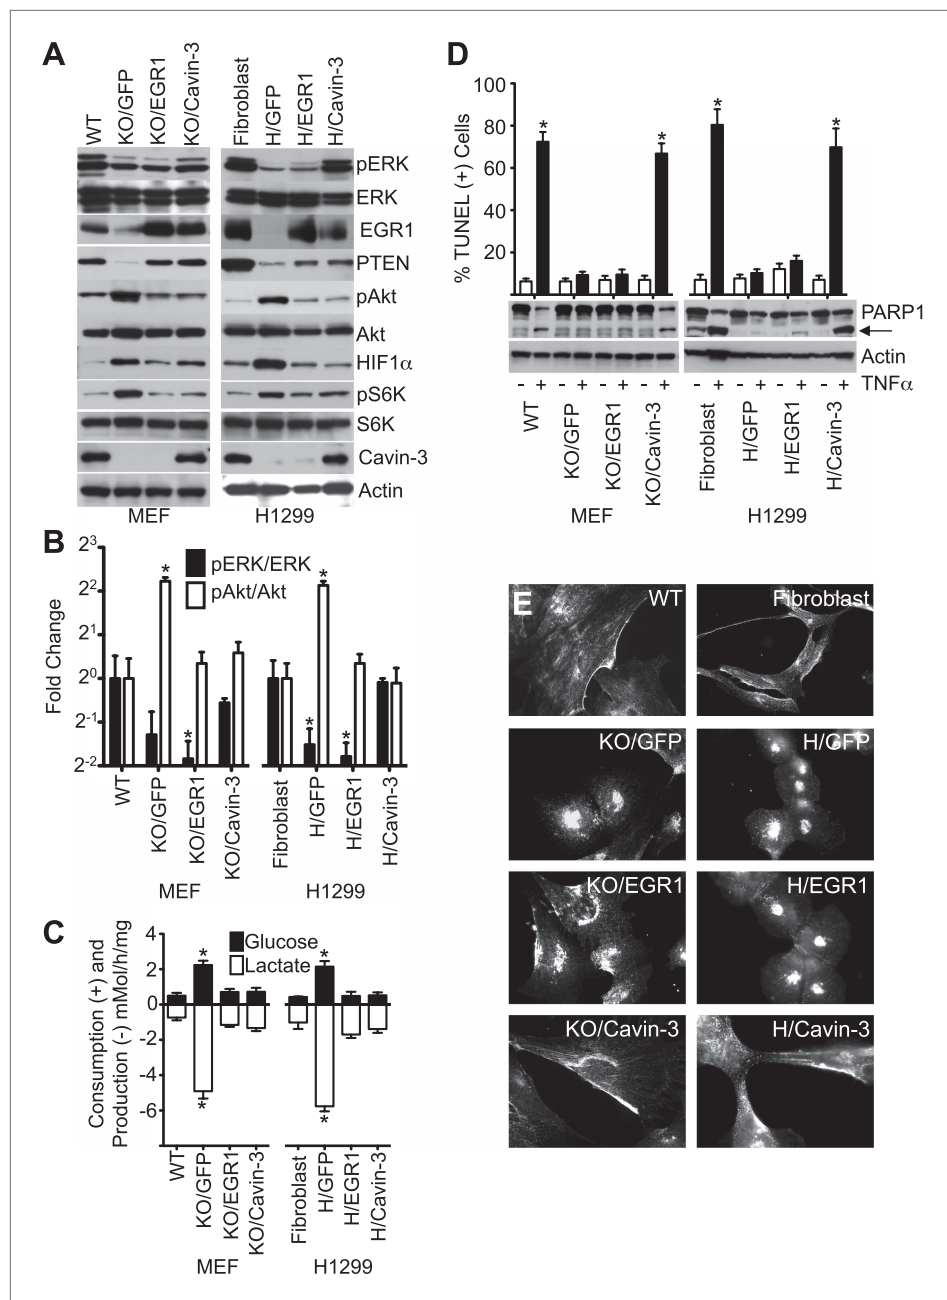 A
WT
KO/GFP
KO/EGR1
KO/Cavin-3
Fibroblast
H/GFP
H/EGR1
H/Cavin-3
pERK
ERK
EGR1
PTEN
pAkt
Akt
HIF1α
pS6K
S6K
Cavin-3
Actin
MEF
H1299
B
Fold Change
2³
2²
2¹
2⁰
2⁻¹
2⁻²
pERK/ERK
pAkt/Akt
*
*
*
*
*
WT
KO/GFP
KO/EGR1
KO/Cavin-3
Fibroblast
H/GFP
H/EGR1
H/Cavin-3
MEF
H1299
C
Consumption (+) and
Production (-) mMol/h/mg
4
2
0
-2
-4
-6
Glucose
Lactate
*
*
*
*
WT
KO/GFP
KO/EGR1
KO/Cavin-3
Fibroblast
H/GFP
H/EGR1
H/Cavin-3
MEF
H1299
D
% TUNEL (+) Cells
100
80
60
40
20
*
*
*
*
PARP1
Actin
- + - + - + - + - + - + - + - + TNFα
WT
KO/GFP
KO/EGR1
KO/Cavin-3
Fibroblast
H/GFP
H/EGR1
H/Cavin-3
MEF
H1299
E
WT
Fibroblast
KO/GFP
H/GFP
KO/EGR1
H/EGR1
KO/Cavin-3
H/Cavin-3